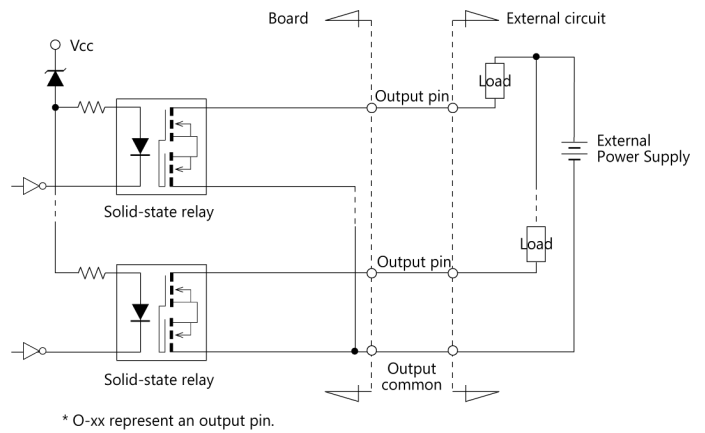 Board
External circuit
Vcc
Load
Output pin
External
Power Supply
Solid-state relay
Load
Output pin
Output
common
Solid-state relay
* O-xx represent an output pin.